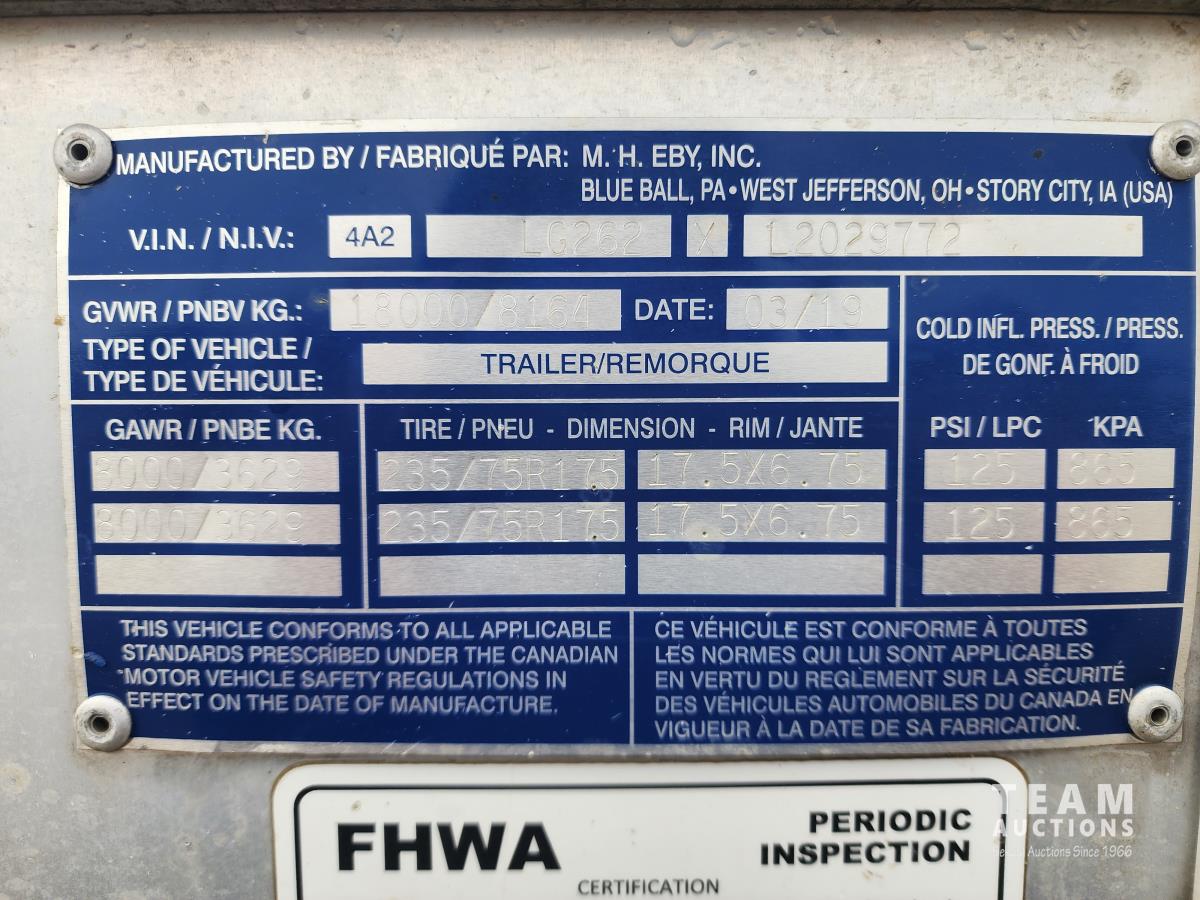 MANUFACTURED BY / FABRIQUÉ PAR: M. H. EBY, INC.
BLUE BALL, PA • WEST JEFFERSON, OH • STORY CITY, IA (USA)
V.I.N. / N.I.V.: 4A2 LG262 X L2029772
GVWR / PNBV KG.: 18000/8164 DATE: 03/19
TYPE OF VEHICLE /
TYPE DE VÉHICULE: TRAILER/REMORQUE
COLD INFL. PRESS. / PRESS.
DE GONF. À FROID
GAWR / PNBE KG. TIRE / PNEU - DIMENSION - RIM / JANTE PSI / LPC KPA
8000/3629 235/75R175 17.5X6.75 125 865
8000/3629 235/75R175 17.5X6.75 125 865
THIS VEHICLE CONFORMS TO ALL APPLICABLE
STANDARDS PRESCRIBED UNDER THE CANADIAN
MOTOR VEHICLE SAFETY REGULATIONS IN
EFFECT ON THE DATE OF MANUFACTURE.
CE VÉHICULE EST CONFORME À TOUTES
LES NORMES QUI LUI SONT APPLICABLES
EN VERTU DU REGLEMENT SUR LA SÉCURITÉ
DES VÉHICULES AUTOMOBILES DU CANADA EN
VIGUEUR À LA DATE DE SA FABRICATION.
FHWA PERIODIC
INSPECTION
CERTIFICATION
TEAM
AUCTIONS
Auctions Since 1966